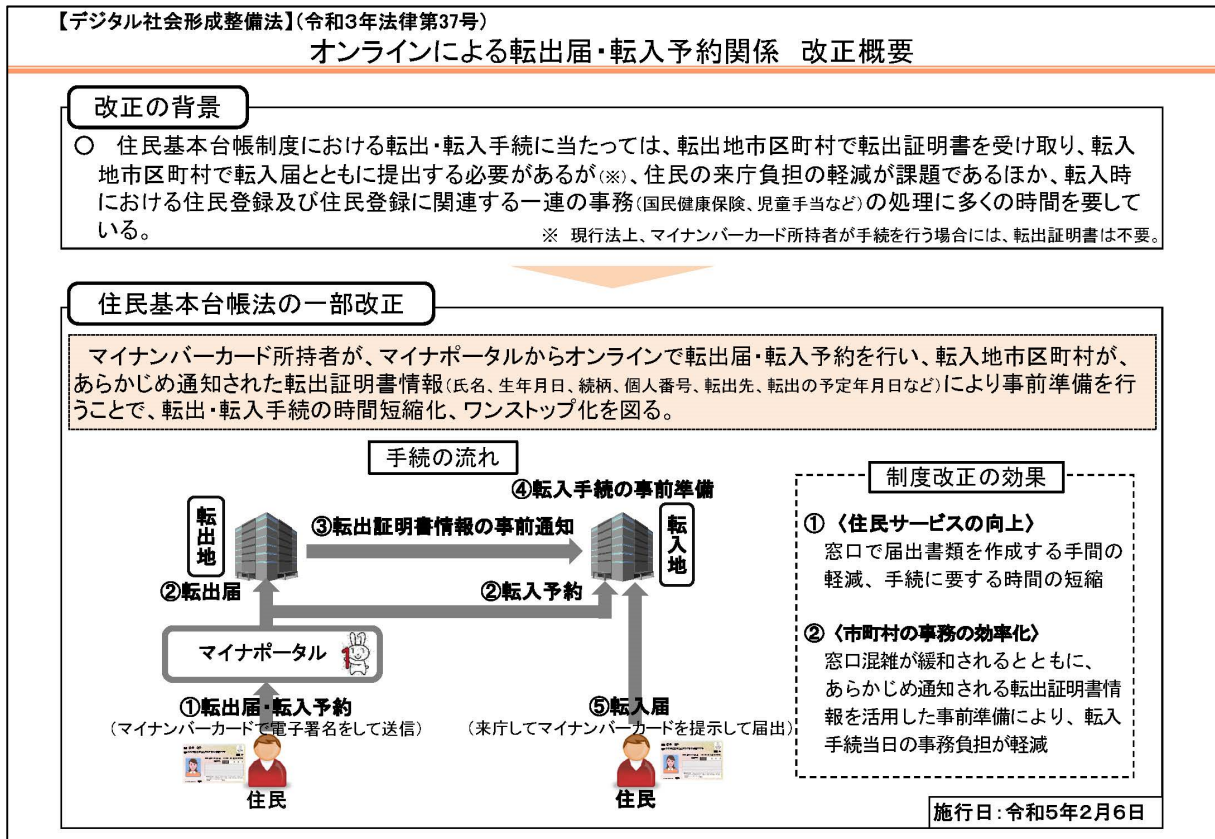 【デジタル社会形成整備法】(令和3年法律第37号)
オンラインによる転出届・転入予約関係 改正概要
改正の背景
○ 住民基本台帳制度における転出・転入手続に当たっては、転出地市区町村で転出証明書を受け取り、転入
地市区町村で転入届とともに提出する必要があるが(※)、住民の来庁負担の軽減が課題であるほか、転入時
における住民登録及び住民登録に関連する一連の事務(国民健康保険、児童手当など)の処理に多くの時間を要して
いる。
※ 現行法上、マイナンバーカード所持者が手続を行う場合には、転出証明書は不要。
住民基本台帳法の一部改正
マイナンバーカード所持者が、マイナポータルからオンラインで転出届・転入予約を行い、転入地市区町村が、
あらかじめ通知された転出証明書情報(氏名、生年月日、続柄、個人番号、転出先、転出の予定年月日など)により事前準備を行
うことで、転出・転入手続の時間短縮化、ワンストップ化を図る。
手続の流れ
④転入手続の事前準備
転出地
③転出証明書情報の事前通知
転入地
②転出届
②転入予約
マイナポータル
①転出届・転入予約
(マイナンバーカードで電子署名をして送信)
住民
⑤転入届
(来庁してマイナンバーカードを提示して届出)
住民
制度改正の効果
① 〈住民サービスの向上〉
窓口で届出書類を作成する手間の
軽減、手続に要する時間の短縮
② 〈市町村の事務の効率化〉
窓口混雑が緩和されるとともに、
あらかじめ通知される転出証明書情
報を活用した事前準備により、転入
手続当日の事務負担が軽減
施行日:令和5年2月6日